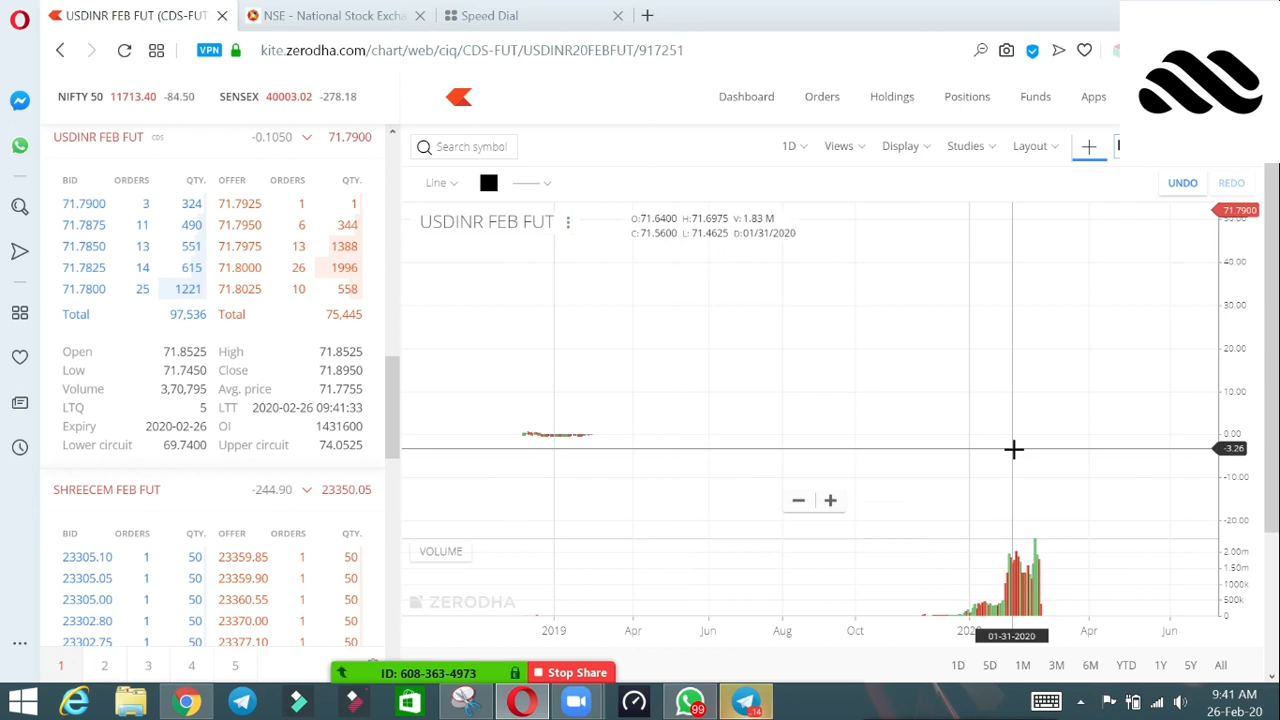 USDINR FEB FUT (CDS-FUT
NSE - National Stock Excha
Speed Dial
VPN
kite.zerodha.com/chart/web/ciq/CDS-FUT/USDINR20FEBFUT/917251
NIFTY 50 11713.40 -84.50 SENSEX 40003.02 -278.18
Dashboard Orders Holdings Positions Funds Apps
USDINR FEB FUT CDS -0.1050 71.7900
BID ORDERS QTY. OFFER ORDERS QTY.
71.7900 3 324 71.7925 1 1
71.7875 11 490 71.7950 6 344
71.7850 13 551 71.7975 13 1388
71.7825 14 615 71.8000 26 1996
71.7800 25 1221 71.8025 10 558
Total 97,536 Total 75,445
Open 71.8525 High 71.8525
Low 71.7450 Close 71.8950
Volume 3,70,795 Avg. price 71.7755
LTQ 5 LTT 2020-02-26 09:41:33
Expiry 2020-02-26 OI 1431600
Lower circuit 69.7400 Upper circuit 74.0525
SHREECEM FEB FUT -244.90 23350.05
BID ORDERS QTY. OFFER ORDERS QTY.
23305.10 1 50 23359.85 1 50
23305.05 1 50 23359.90 1 50
23305.00 1 50 23360.55 1 50
23302.80 1 50 23370.00 1 50
23302.75 1 50 23377.10 1 50
1 2 3 4 5
Search symbol
1D Views Display Studies Layout
Line
UNDO REDO
USDINR FEB FUT
O: 71.6400 H: 71.6975 V: 1.83 M
C: 71.5600 L: 71.4625 D: 01/31/2020
71.7900
40.00
30.00
20.00
10.00
0.00
-3.26
-10.00
-20.00
VOLUME
2.00m
1.50m
1000k
500k
0
ZERODHA
2019 Apr Jun Aug Oct 2020 Apr Jun
01-31-2020
1D 5D 1M 3M 6M YTD 1Y 5Y All
ID: 608-363-4973 Stop Share
99
14
9:41 AM
26-Feb-20